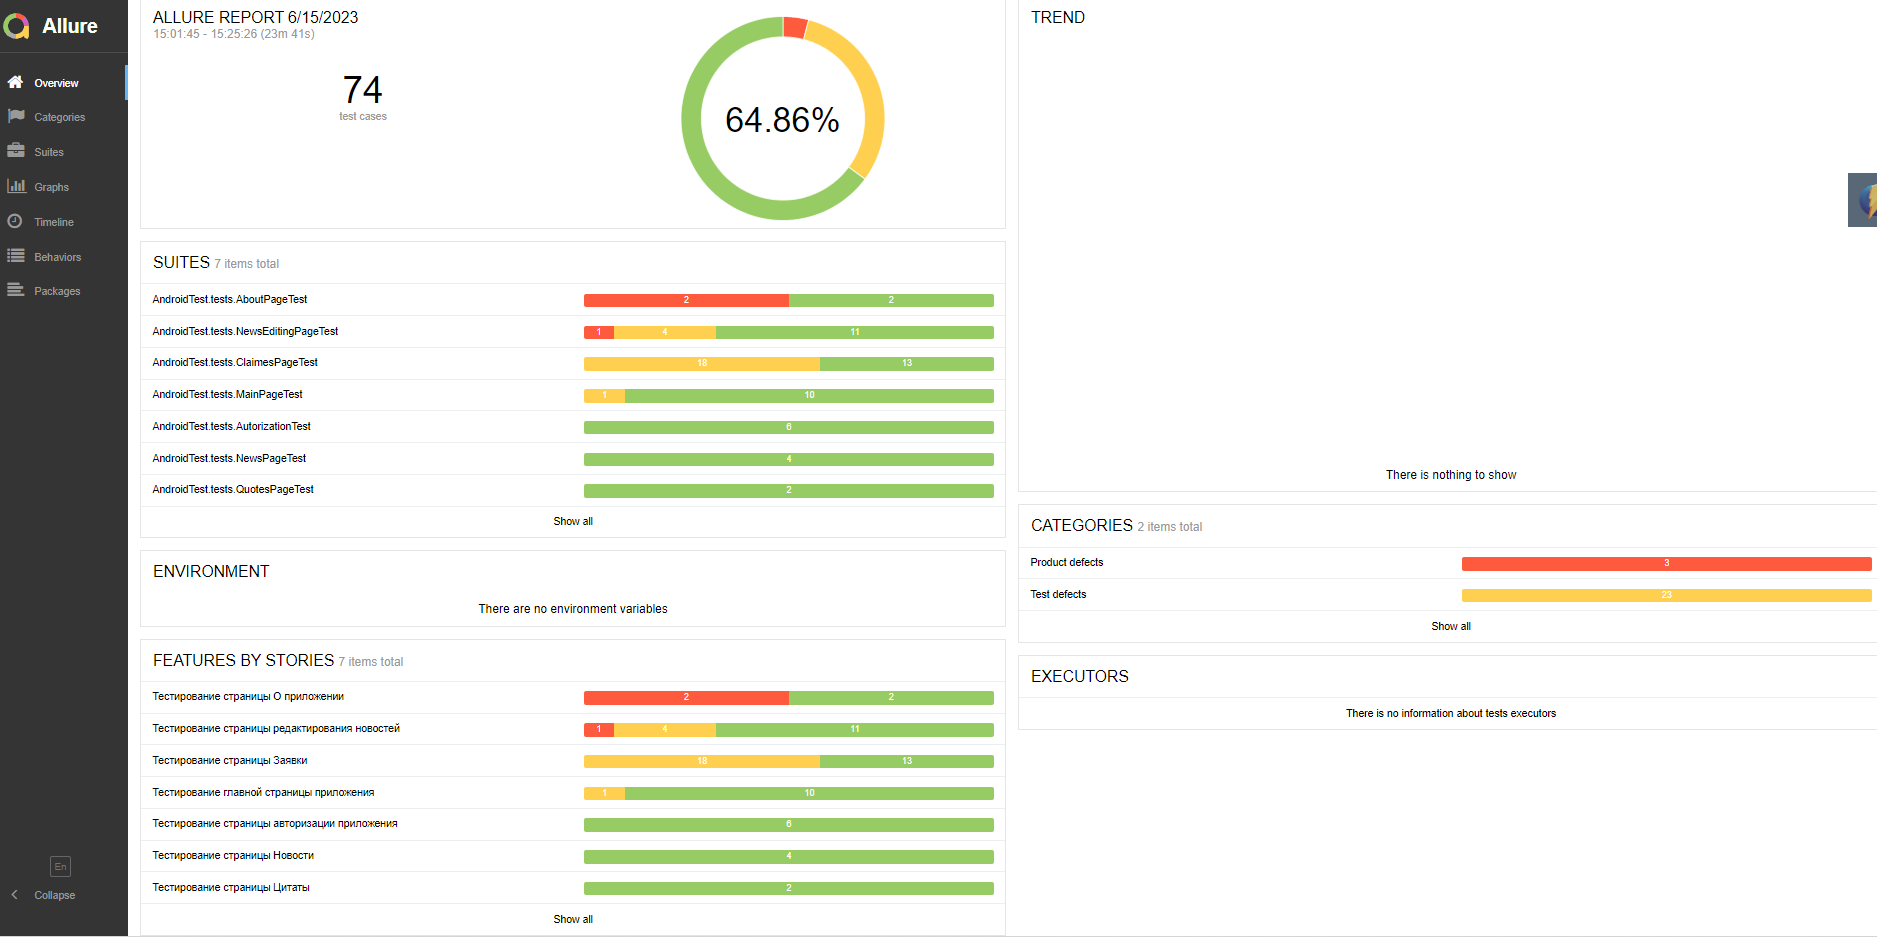 Allure
Overview
Categories
Suites
Graphs
Timeline
Behaviors
Packages
En
Collapse
ALLURE REPORT 6/15/2023
15:01:45 - 15:25:26 (23m 41s)
74
test cases
64.86%
SUITES 7 items total
AndroidTest.tests.AboutPageTest 2 2
AndroidTest.tests.NewsEditingPageTest 1 4 11
AndroidTest.tests.ClaimesPageTest 18 13
AndroidTest.tests.MainPageTest 1 10
AndroidTest.tests.AutorizationTest 6
AndroidTest.tests.NewsPageTest 4
AndroidTest.tests.QuotesPageTest 2
Show all
ENVIRONMENT
There are no environment variables
FEATURES BY STORIES 7 items total
Тестирование страницы О приложении 2 2
Тестирование страницы редактирования новостей 1 4 11
Тестирование страницы Заявки 18 13
Тестирование главной страницы приложения 1 10
Тестирование страницы авторизации приложения 6
Тестирование страницы Новости 4
Тестирование страницы Цитаты 2
Show all
TREND
There is nothing to show
CATEGORIES 2 items total
Product defects 3
Test defects 23
Show all
EXECUTORS
There is no information about tests executors